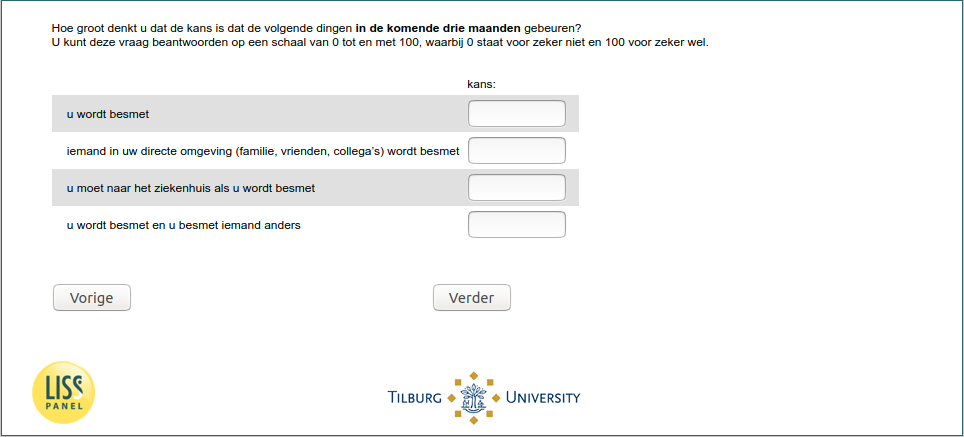 Hoe groot denkt u dat de kans is dat de volgende dingen in de komende drie maanden gebeuren?
U kunt deze vraag beantwoorden op een schaal van 0 tot en met 100, waarbij 0 staat voor zeker niet en 100 voor zeker wel.
kans:
u wordt besmet
iemand in uw directe omgeving (familie, vrienden, collega's) wordt besmet
u moet naar het ziekenhuis als u wordt besmet
u wordt besmet en u besmet iemand anders
Vorige
Verder
LISS
PANEL
TILBURG UNIVERSITY